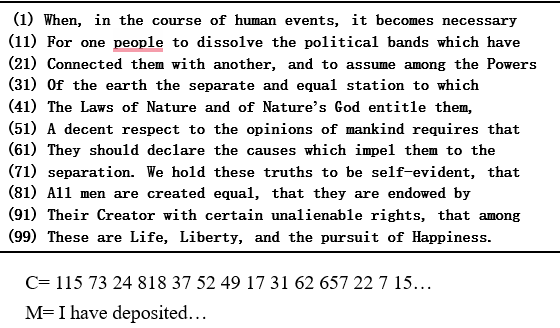 (1) When, in the course of human events, it becomes necessary
(11) For one people to dissolve the political bands which have
(21) Connected them with another, and to assume among the Powers
(31) Of the earth the separate and equal station to which
(41) The Laws of Nature and of Nature's God entitle them,
(51) A decent respect to the opinions of mankind requires that
(61) They should declare the causes which impel them to the
(71) separation. We hold these truths to be self-evident, that
(81) All men are created equal, that they are endowed by
(91) Their Creator with certain unalienable rights, that among
(99) These are Life, Liberty, and the pursuit of Happiness.
C= 115 73 24 818 37 52 49 17 31 62 657 22 7 15…
M= I have deposited…